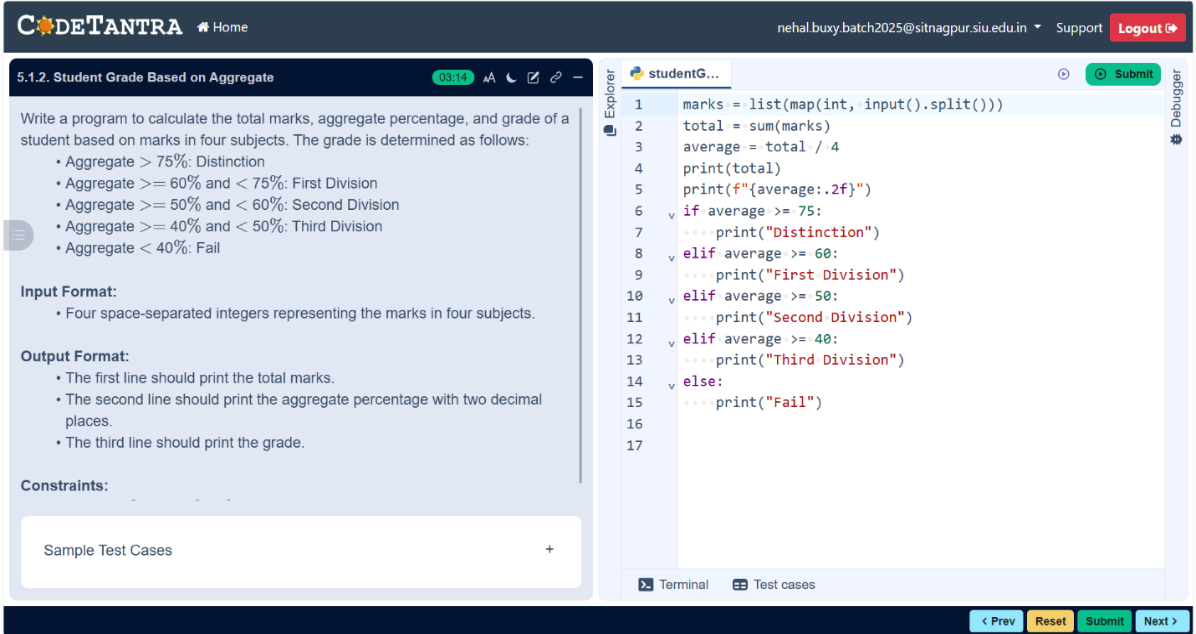 CODETANTRA
Home
nehal.buxy.batch2025@sitnagpur.siu.edu.in
Support
Logout
5.1.2. Student Grade Based on Aggregate
03:14
AA
Write a program to calculate the total marks, aggregate percentage, and grade of a
student based on marks in four subjects. The grade is determined as follows:
• Aggregate > 75%: Distinction
• Aggregate >= 60% and < 75%: First Division
• Aggregate >= 50% and < 60%: Second Division
• Aggregate >= 40% and < 50%: Third Division
• Aggregate < 40%: Fail
Input Format:
• Four space-separated integers representing the marks in four subjects.
Output Format:
• The first line should print the total marks.
• The second line should print the aggregate percentage with two decimal
places.
• The third line should print the grade.
Constraints:
Sample Test Cases
+
Explorer
studentG...
Submit
Debugger
1 marks = list(map(int, input().split()))
2 total = sum(marks)
3 average = total / 4
4 print(total)
5 print(f"{average:.2f}")
6 if average >= 75:
7     print("Distinction")
8 elif average >= 60:
9     print("First Division")
10 elif average >= 50:
11     print("Second Division")
12 elif average >= 40:
13     print("Third Division")
14 else:
15     print("Fail")
16
17
Terminal
Test cases
< Prev
Reset
Submit
Next >